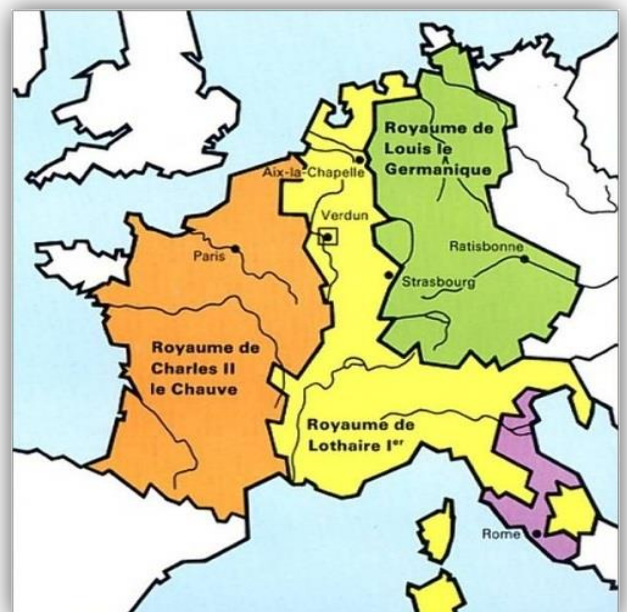 Royaume de
Louis le
Germanique
Aix-la-Chapelle
Verdun
Paris
Ratisbonne
Strasbourg
Royaume de
Charles II
le Chauve
Royaume de
Lothaire Iᵉʳ
Rome